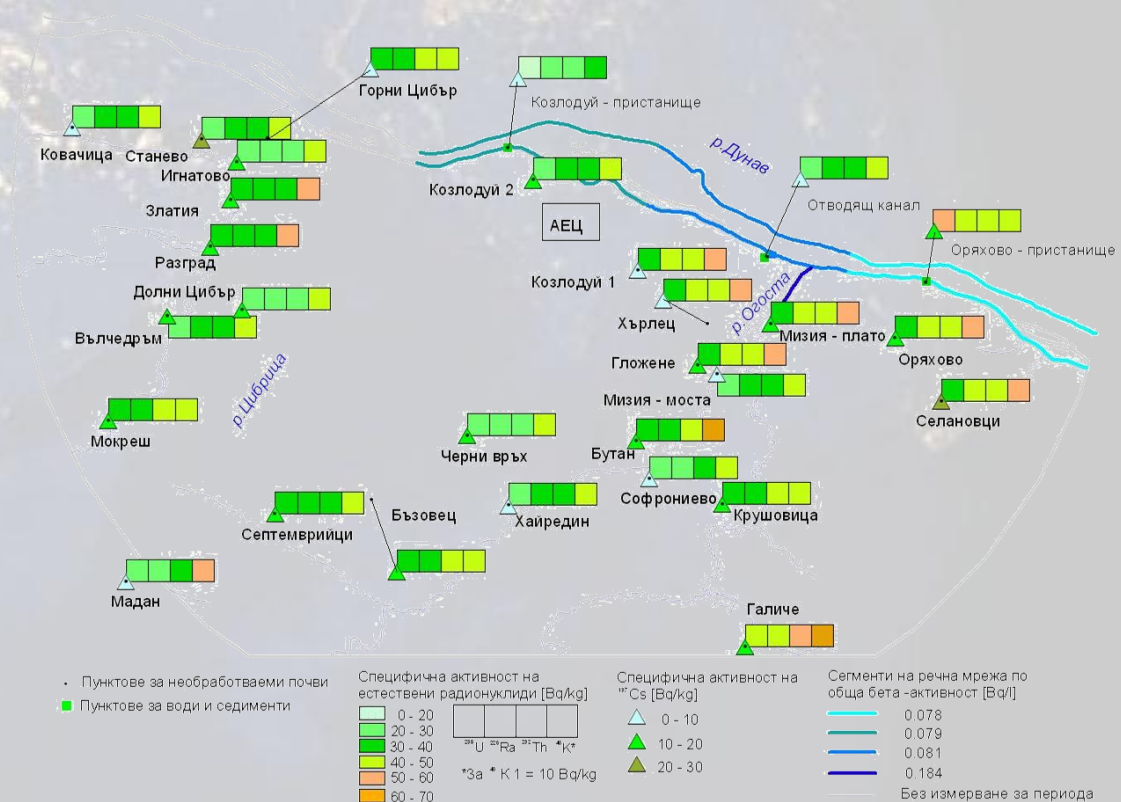 Горни Цибър
Козлодуй - пристанище
Ковачица
Станево
Игнатово
р.Дунав
Козлодуй 2
Отводящ канал
Златия
АЕЦ
Оряхово - пристанище
Разград
Козлодуй 1
Долни Цибър
Хърлец
р.Огоста
Вълчедръм
Мизия - плато
Оряхово
Гложене
р.Цибрица
Мизия - моста
Селановци
Мокреш
Черни връх
Бутан
Софрониево
Крушовица
Септемврийци
Бъзовец
Хайредин
Мадан
Галиче
Пунктове за необработваеми почви
Пунктове за води и седименти
Специфична активност на
естествени радионуклиди [Bq/kg]
0 - 20
20 - 30
30 - 40
40 - 50
50 - 60
60 - 70
²³⁸U ²²⁶Ra ²³²Th ⁴⁰K*
*За ⁴⁰K 1 = 10 Bq/kg
Специфична активност на
¹³⁷Cs [Bq/kg]
0 - 10
10 - 20
20 - 30
Сегменти на речна мрежа по
обща бета -активност [Bq/l]
0.078
0.079
0.081
0.184
Без измерване за периода